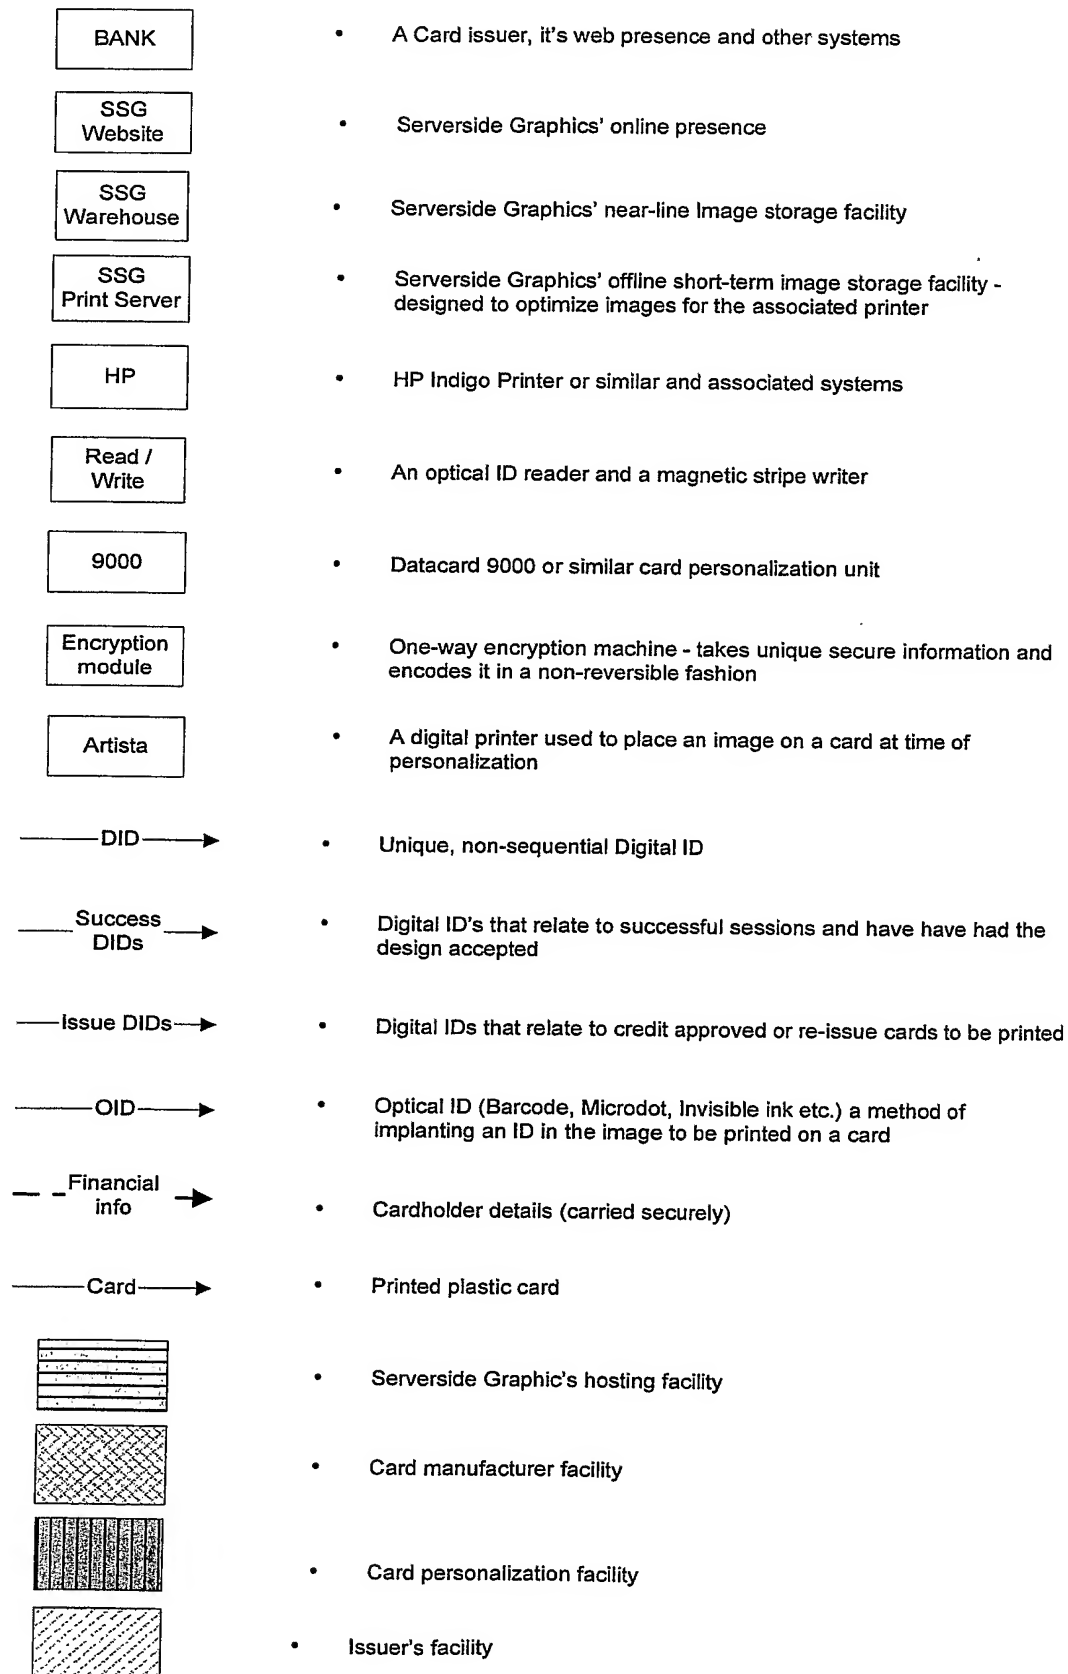 BANK
• A Card issuer, it's web presence and other systems
SSG
Website
• Serverside Graphics' online presence
SSG
Warehouse
• Serverside Graphics' near-line Image storage facility
SSG
Print Server
• Serverside Graphics' offline short-term image storage facility -
designed to optimize images for the associated printer
HP
• HP Indigo Printer or similar and associated systems
Read /
Write
• An optical ID reader and a magnetic stripe writer
9000
• Datacard 9000 or similar card personalization unit
Encryption
module
• One-way encryption machine - takes unique secure information and
encodes it in a non-reversible fashion
Artista
• A digital printer used to place an image on a card at time of
personalization
DID
• Unique, non-sequential Digital ID
Success
DIDs
• Digital ID's that relate to successful sessions and have have had the
design accepted
Issue DIDs
• Digital IDs that relate to credit approved or re-issue cards to be printed
OID
• Optical ID (Barcode, Microdot, Invisible ink etc.) a method of
implanting an ID in the image to be printed on a card
Financial
info
• Cardholder details (carried securely)
Card
• Printed plastic card
• Serverside Graphic's hosting facility
• Card manufacturer facility
• Card personalization facility
• Issuer's facility